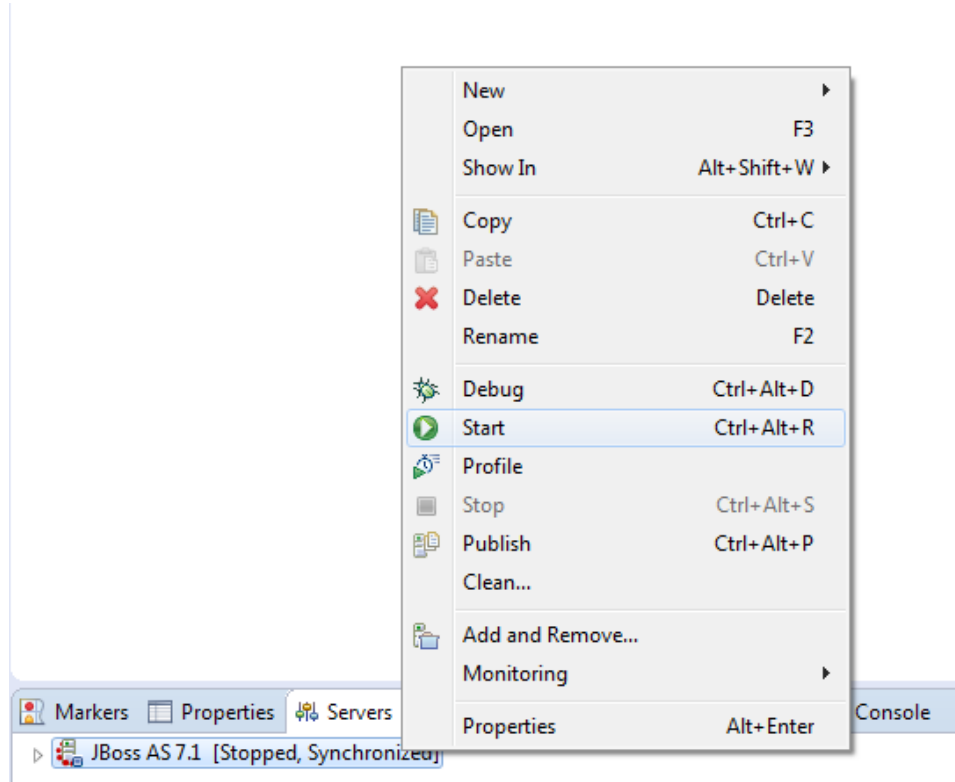 New
Open F3
Show In Alt+Shift+W
Copy Ctrl+C
Paste Ctrl+V
Delete Delete
Rename F2
Debug Ctrl+Alt+D
Start Ctrl+Alt+R
Profile
Stop Ctrl+Alt+S
Publish Ctrl+Alt+P
Clean...
Add and Remove...
Monitoring
Properties Alt+Enter
Markers Properties Servers Console
JBoss AS 7.1 [Stopped, Synchronized]